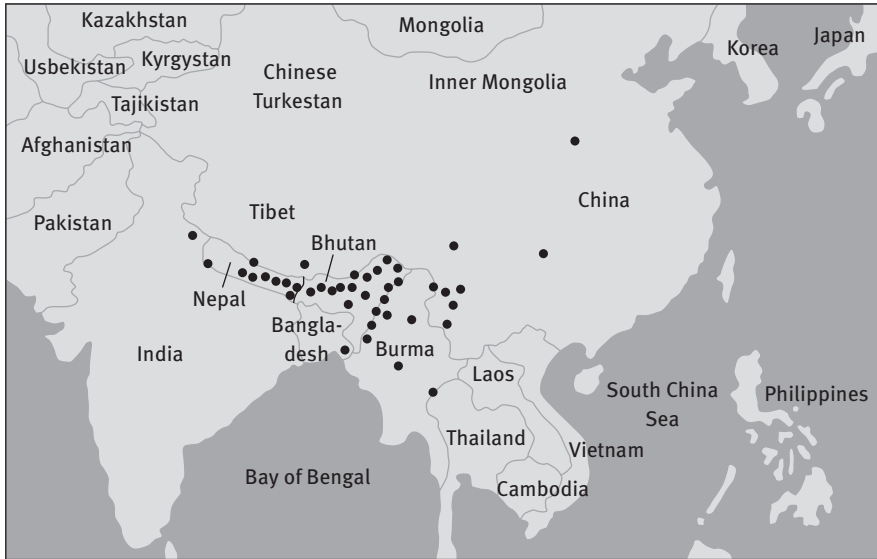 Kazakhstan
Mongolia
Japan
Korea
Usbekistan
Kyrgystan
Chinese
Turkestan
Inner Mongolia
Tajikistan
Afghanistan
Pakistan
China
Tibet
Bhutan
Nepal
Bangla-
desh
India
Burma
Laos
South China
Sea
Philippines
Thailand
Vietnam
Bay of Bengal
Cambodia